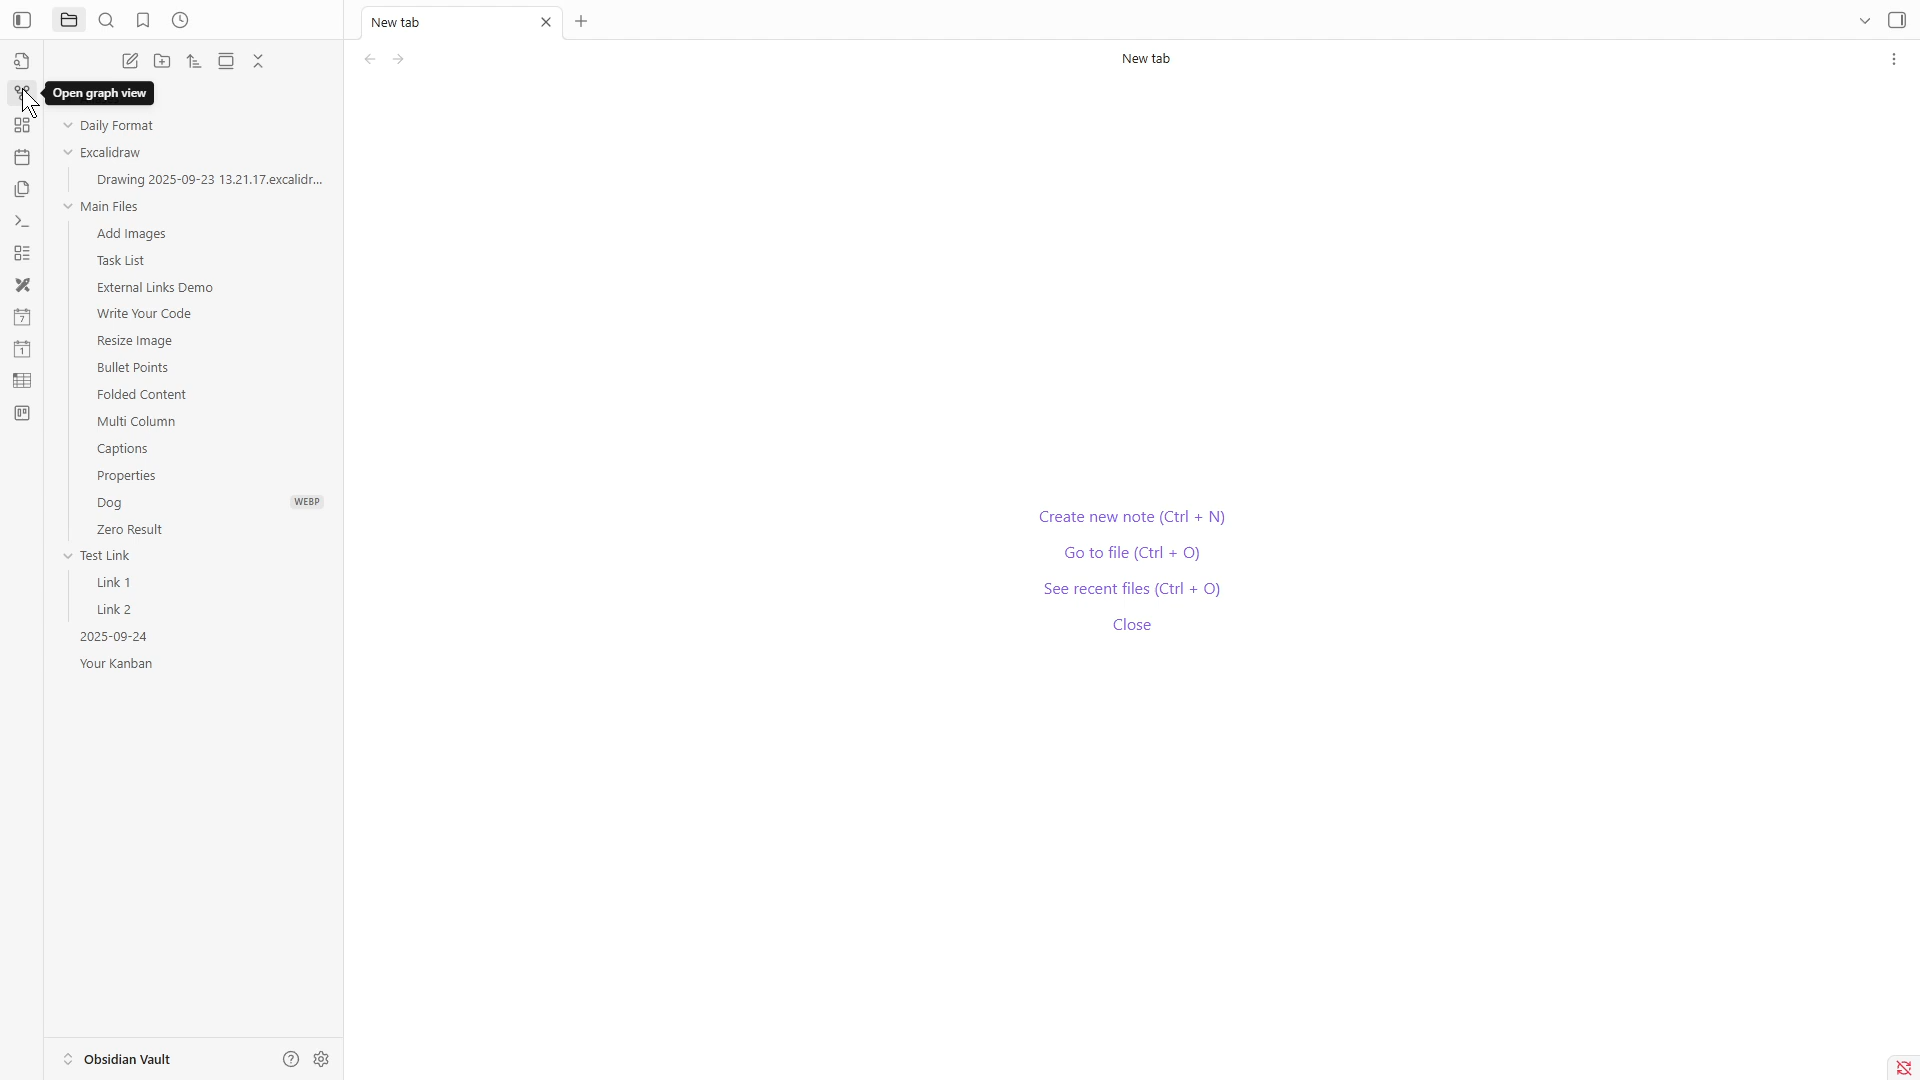 New tab
New tab
Open graph view
Daily Format
Excalidraw
Drawing 2025-09-23 13.21.17.excalidr...
Main Files
Add Images
Task List
External Links Demo
Write Your Code
Resize Image
Bullet Points
Folded Content
Multi Column
Captions
Properties
Dog WEBP
Zero Result
Test Link
Link 1
Link 2
2025-09-24
Your Kanban
Create new note (Ctrl + N)
Go to file (Ctrl + O)
See recent files (Ctrl + O)
Close
Obsidian Vault
7
1